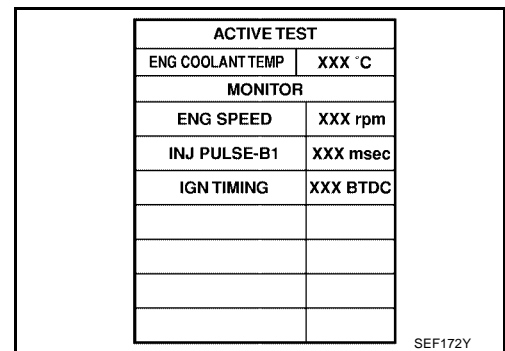 ACTIVE TEST
ENG COOLANT TEMP XXX °C
MONITOR
ENG SPEED XXX rpm
INJ PULSE-B1 XXX msec
IGN TIMING XXX BTDC
SEF172Y